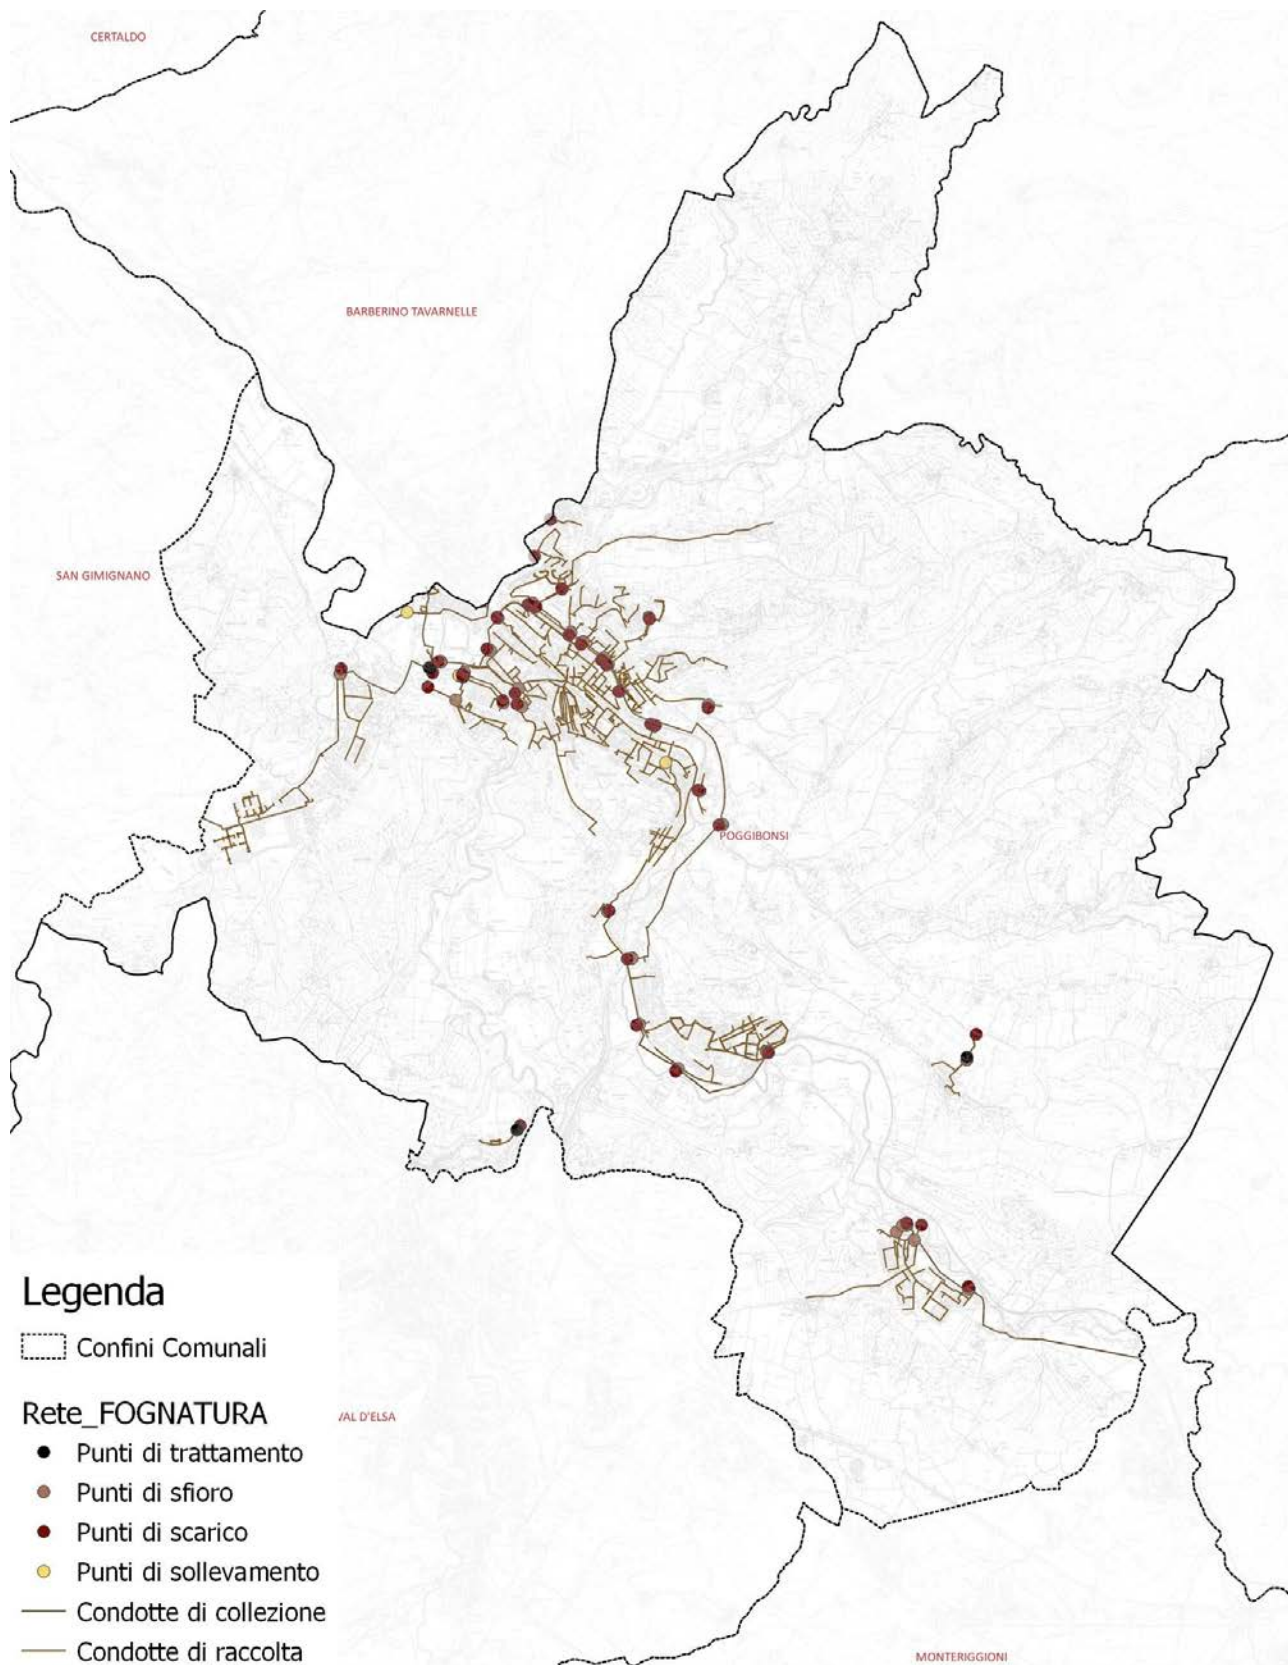 CERTALDO
BARBERINO TAVARNELLE
SAN GIMIGNANO
POGGIBONSI
Legenda
Confini Comunali
Rete_FOGNATURA
VAL D'ELSA
Punti di trattamento
Punti di sfioro
Punti di scarico
Punti di sollevamento
Condotte di collezione
Condotte di raccolta
MONTERIGGIONI